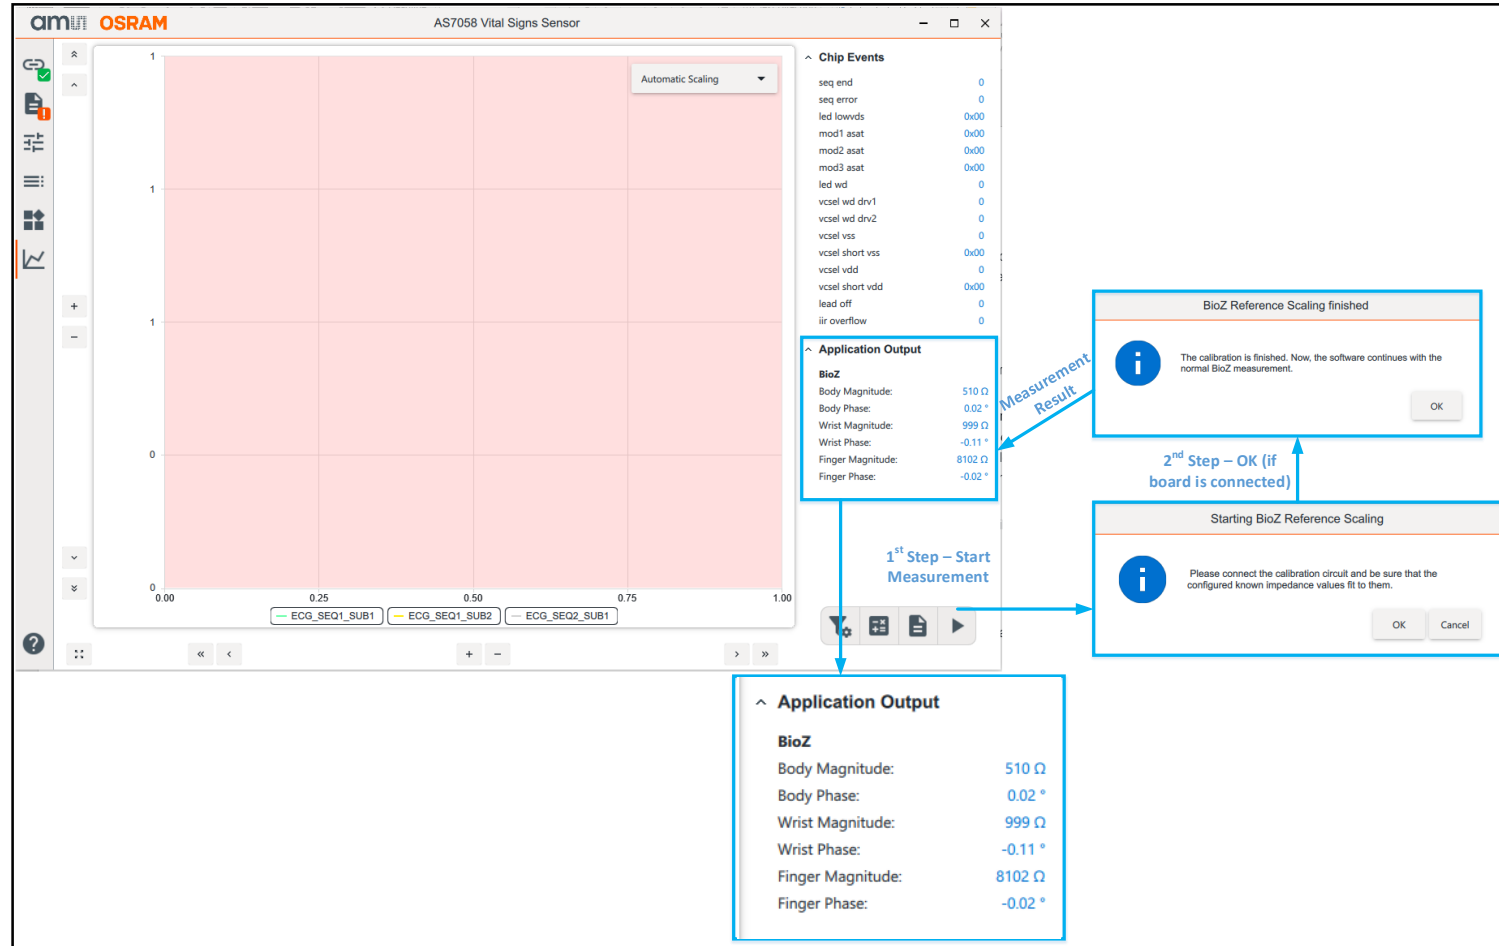 amu OSRAM
AS7058 Vital Signs Sensor
1
1
1
0
0
0.00
0.25
0.50
0.75
1.00
Automatic Scaling
ECG_SEQ1_SUB1
ECG_SEQ1_SUB2
ECG_SEQ2_SUB1
Chip Events
seq end 0
seq error 0
led lowvds 0x00
mod1 asat 0x00
mod2 asat 0x00
mod3 asat 0x00
led wd 0
vcsel wd drv1 0
vcsel wd drv2 0
vcsel vss 0
vcsel short vss 0x00
vcsel vdd 0
vcsel short vdd 0x00
lead off 0
iir overflow 0
Application Output
BioZ
Body Magnitude: 510 Ω
Body Phase: 0.02 °
Wrist Magnitude: 999 Ω
Wrist Phase: -0.11 °
Finger Magnitude: 8102 Ω
Finger Phase: -0.02 °
Measurement
Result
BioZ Reference Scaling finished
The calibration is finished. Now, the software continues with the
normal BioZ measurement.
OK
2nd Step – OK (if
board is connected)
Starting BioZ Reference Scaling
Please connect the calibration circuit and be sure that the
configured known impedance values fit to them.
OK
Cancel
1st Step – Start
Measurement
Application Output
BioZ
Body Magnitude: 510 Ω
Body Phase: 0.02 °
Wrist Magnitude: 999 Ω
Wrist Phase: -0.11 °
Finger Magnitude: 8102 Ω
Finger Phase: -0.02 °